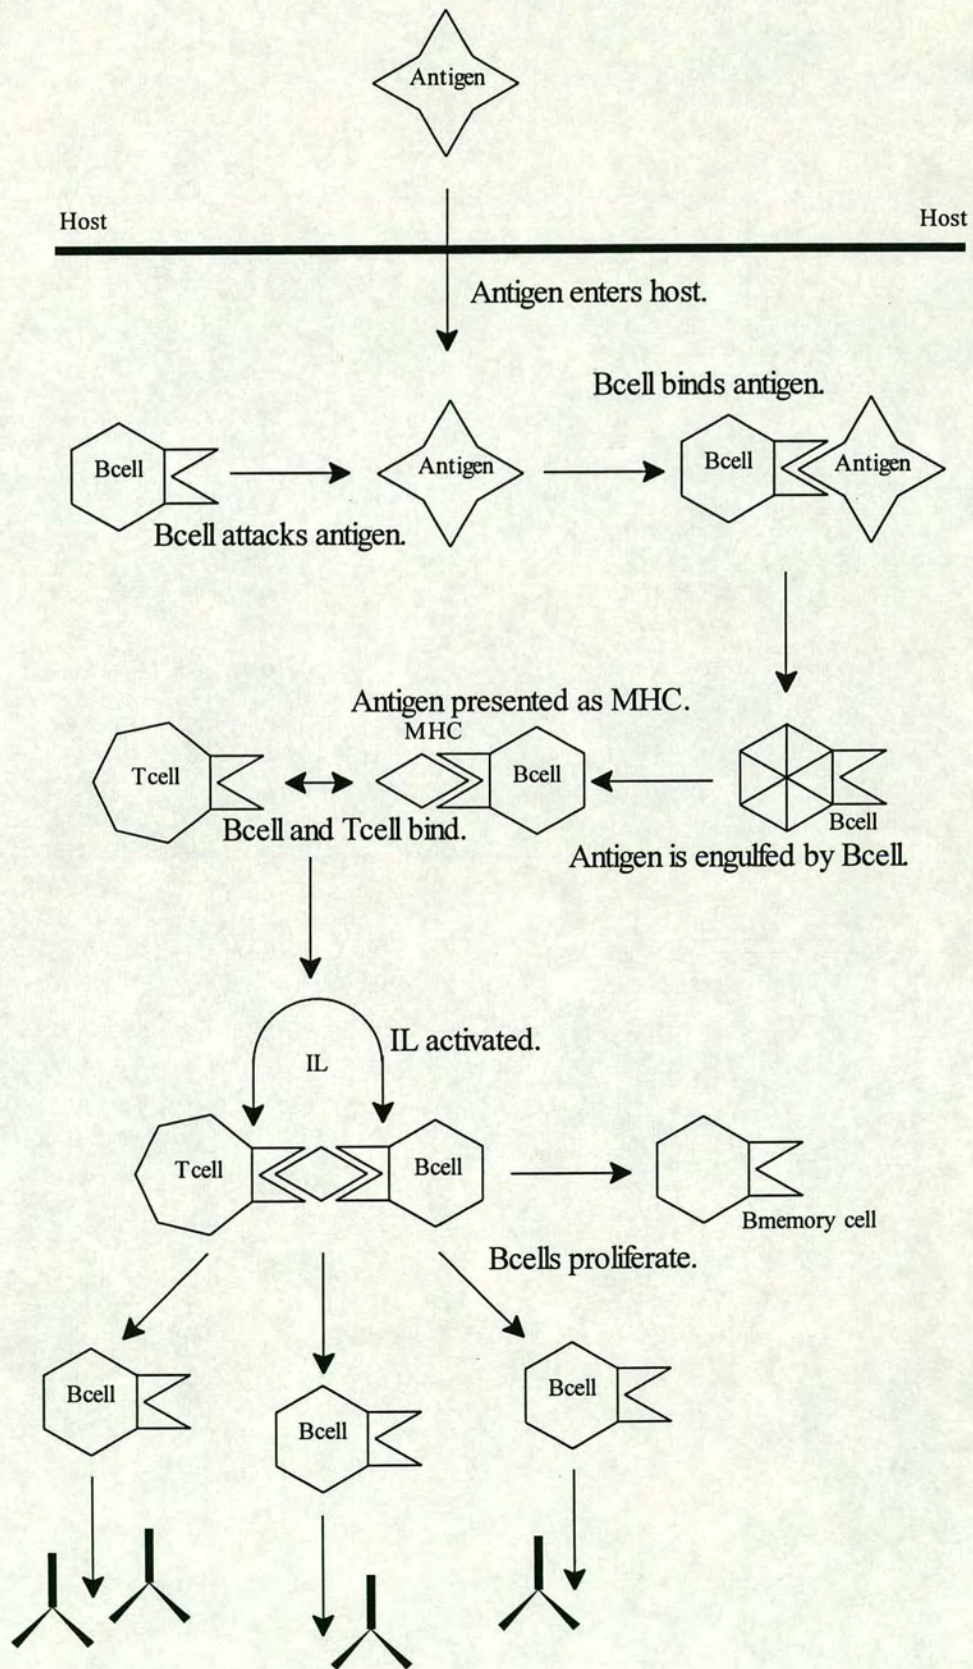 Antigen
Host
Host
Antigen enters host.
Bcell binds antigen.
Bcell
Antigen
Bcell
Antigen
Bcell attacks antigen.
Antigen presented as MHC.
MHC
Tcell
Bcell
Bcell
Bcell and Tcell bind.
Antigen is engulfed by Bcell.
IL activated.
IL
Tcell
Bcell
Bmemory cell
Bcells proliferate.
Bcell
Bcell
Bcell